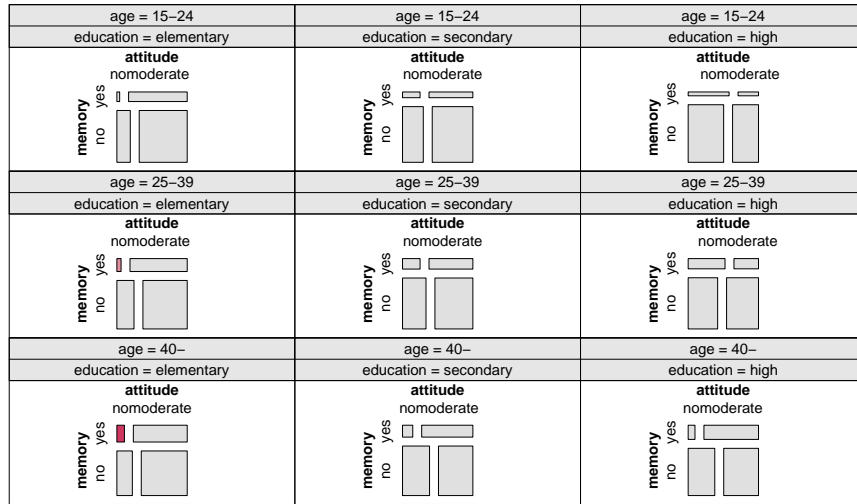 age = 15−24 age = 15−24 age = 15−24
education = elementary education = secondary education = high
attitude attitude attitude
nomoderate nomoderate nomoderate
memory yes no memory yes no memory yes no
age = 25−39 age = 25−39 age = 25−39
education = elementary education = secondary education = high
attitude attitude attitude
nomoderate nomoderate nomoderate
memory yes no memory yes no memory yes no
age = 40− age = 40− age = 40−
education = elementary education = secondary education = high
attitude attitude attitude
nomoderate nomoderate nomoderate
memory yes no memory yes no memory yes no